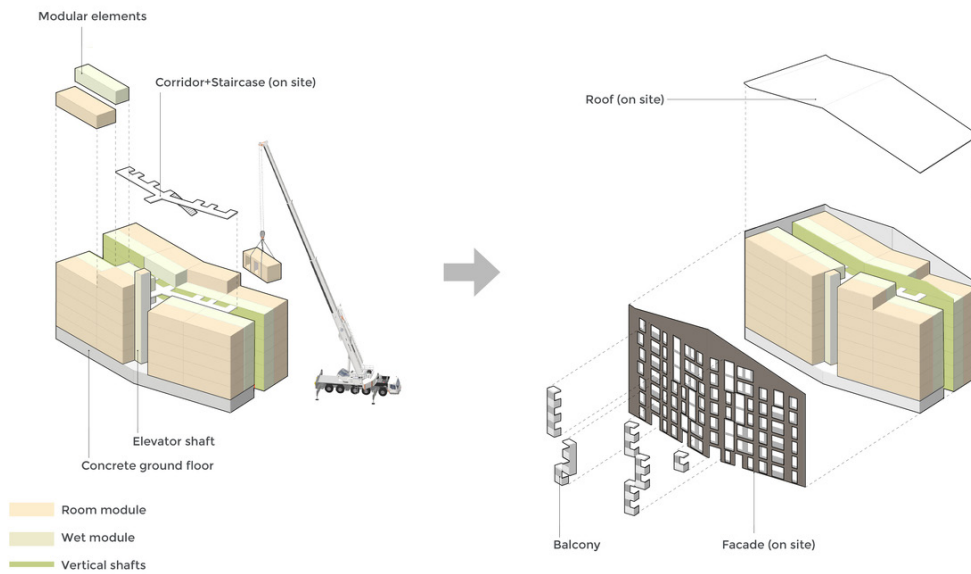 Modular elements
Corridor+Staircase (on site)
Elevator shaft
Concrete ground floor
Room module
Wet module
Vertical shafts
Roof (on site)
Balcony
Facade (on site)